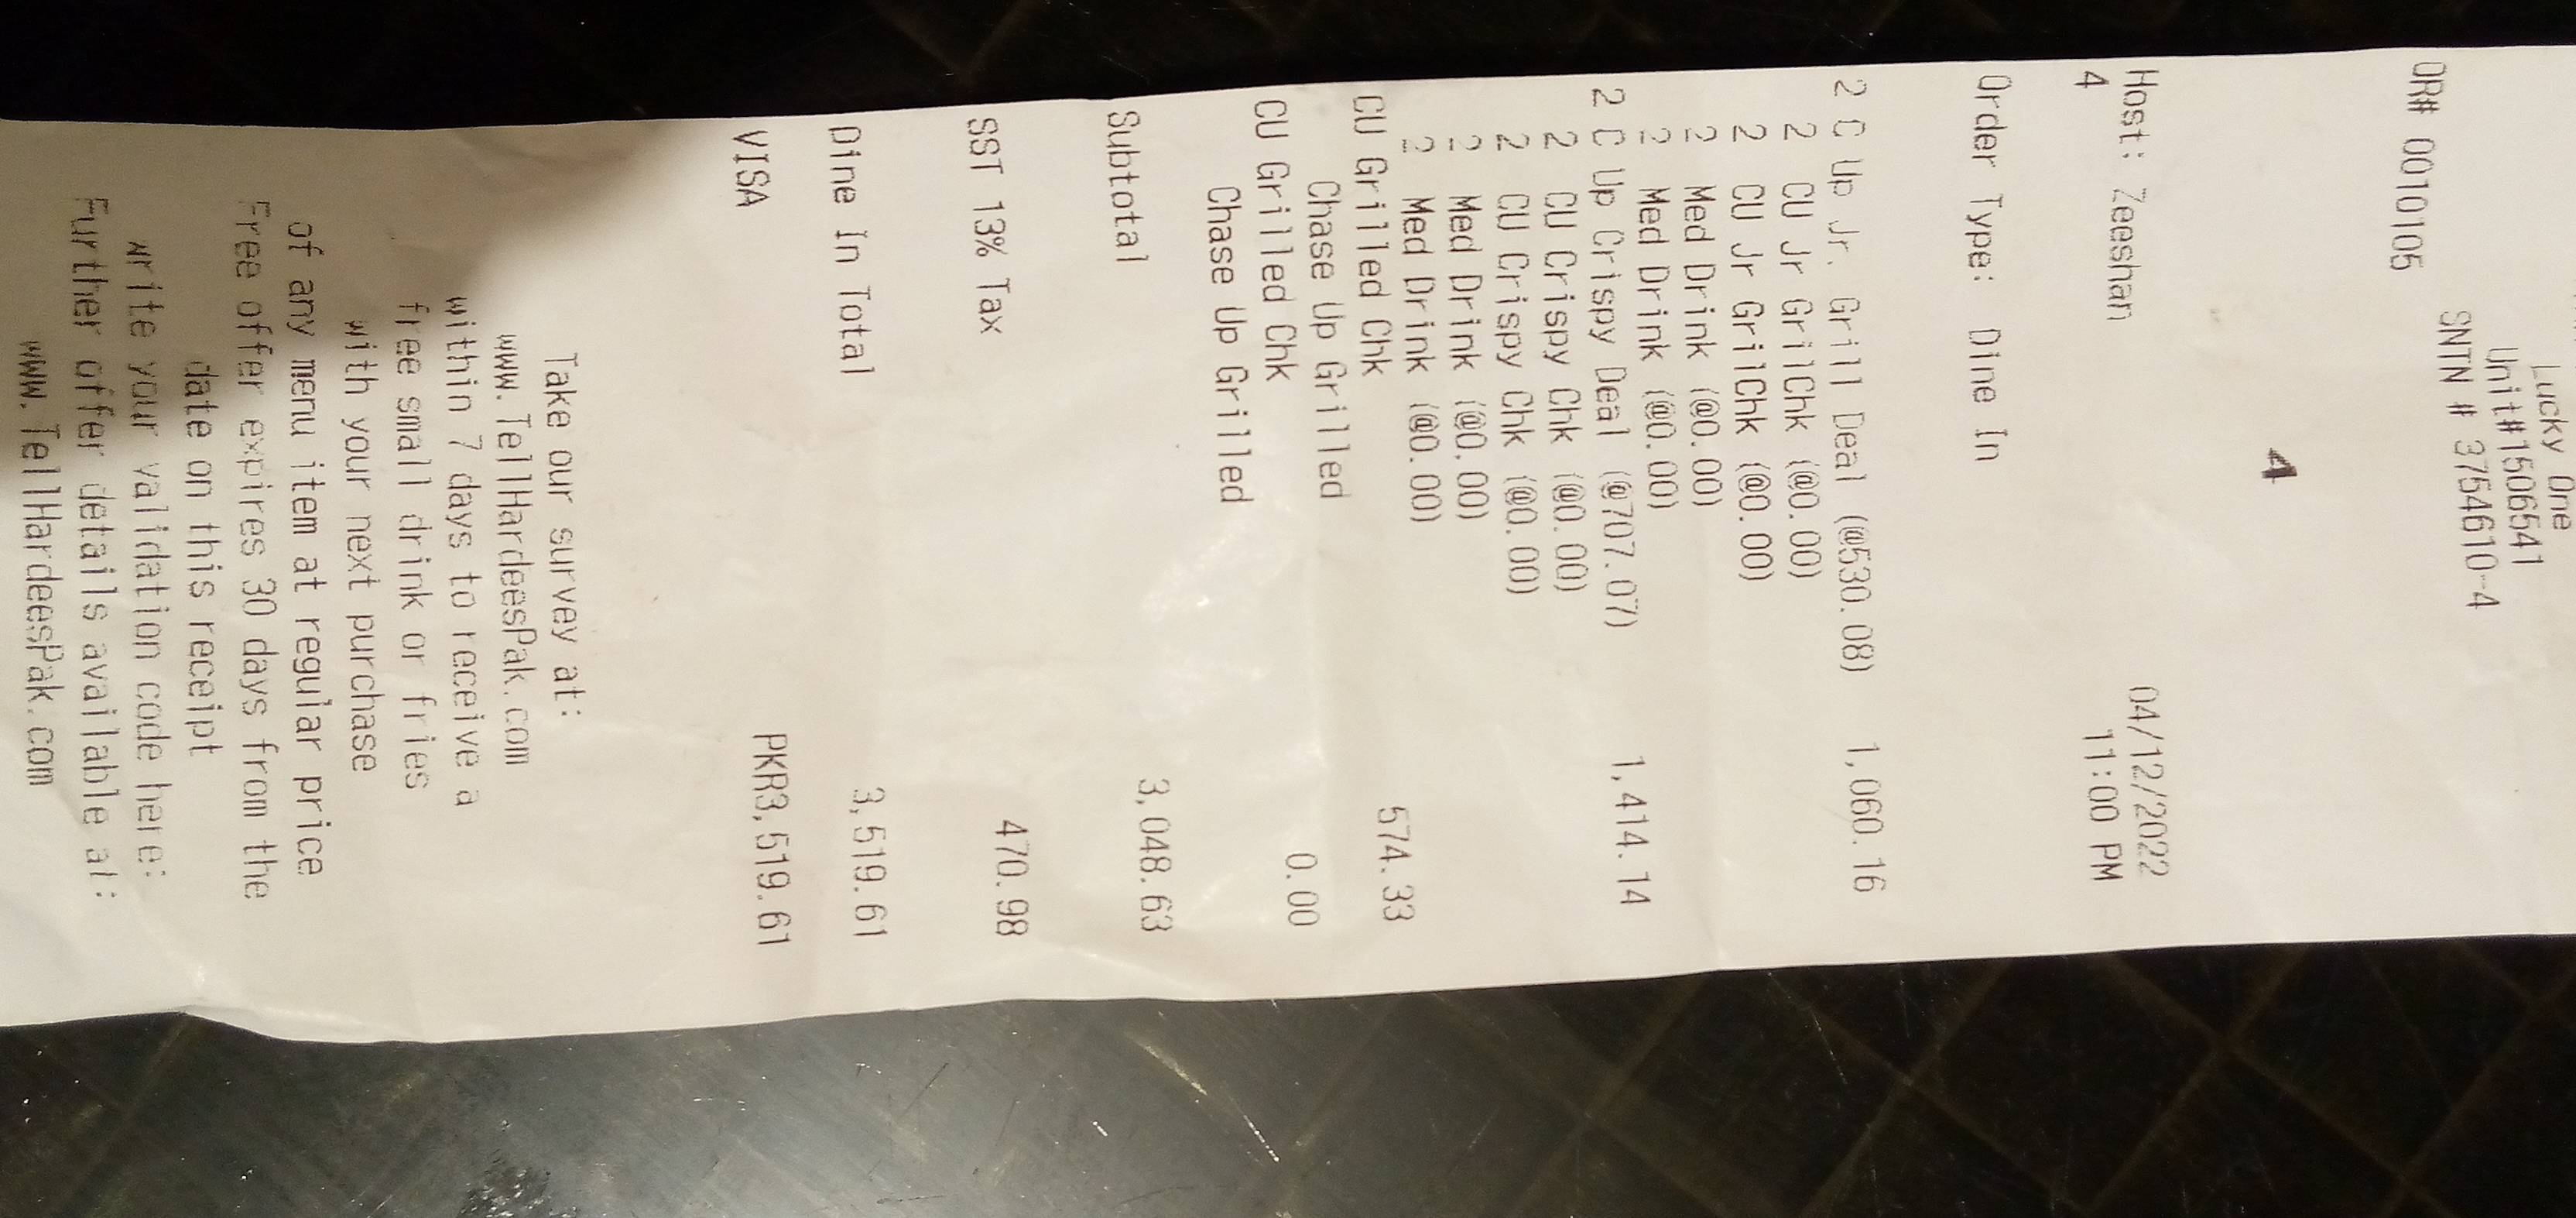 Lucky One
Unit#1506541
SNTN # 3754610-4
OR# 0010105
4
Host: Zeeshan 04/12/2022
4 11:00 PM
Order Type: Dine In
2 C Up Jr. Grill Deal (@530.08) 1,060.16
2 CU Jr GrilChk (@0.00)
2 CU Jr GrilChk (@0.00)
2 Med Drink (@0.00)
2 Med Drink (@0.00)
2 C Up Crispy Deal (@707.07) 1,414.14
2 CU Crispy Chk (@0.00)
2 CU Crispy Chk (@0.00)
2 Med Drink (@0.00)
2 Med Drink (@0.00)
CU Grilled Chk 574.33
Chase Up Grilled
CU Grilled Chk 0.00
Chase Up Grilled
Subtotal 3,048.63
SST 13% Tax 470.98
Dine In Total 3,519.61
VISA PKR3,519.61
Take our survey at:
www.TellHardeesPak.com
within 7 days to receive a
free small drink or fries
with your next purchase
of any menu item at regular price
Free offer expires 30 days from the
date on this receipt
Write your validation code here:
Further offer details available at:
www.TellHardeesPak.com